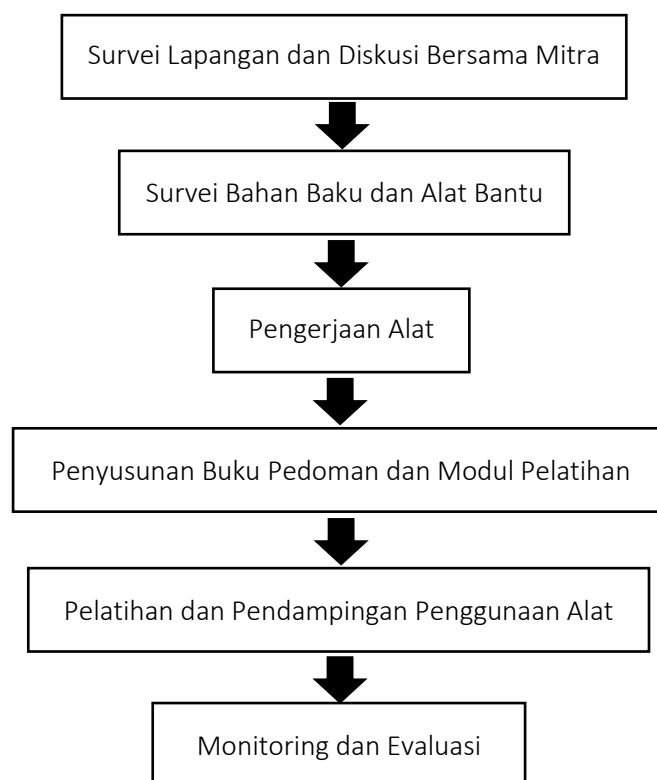 Survei Lapangan dan Diskusi Bersama Mitra
Survei Bahan Baku dan Alat Bantu
Pengerjaan Alat
Penyusunan Buku Pedoman dan Modul Pelatihan
Pelatihan dan Pendampingan Penggunaan Alat
Monitoring dan Evaluasi